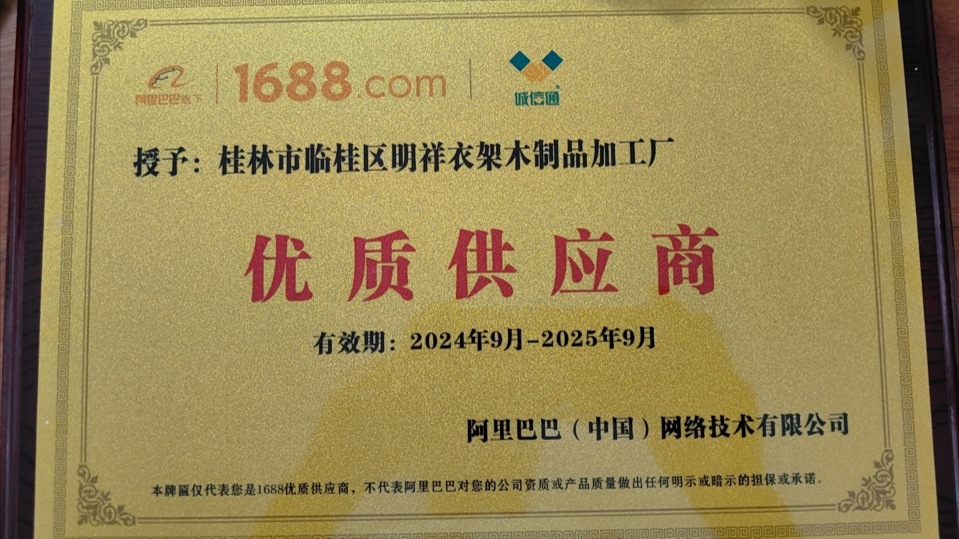 阿里巴巴旗下 1688.com 诚信通
授予：桂林市临桂区明祥衣架木制品加工厂
优质供应商
有效期：2024年9月-2025年9月
阿里巴巴（中国）网络技术有限公司
本牌匾仅代表您是1688优质供应商，不代表阿里巴巴对您的公司资质或产品质量做出任何明示或暗示的担保或承诺。